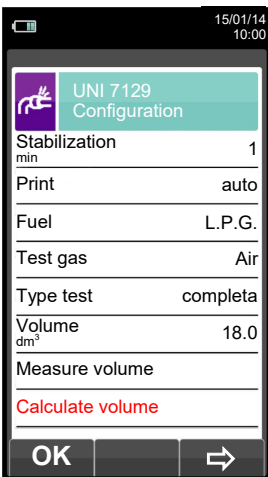 15/01/14
10:00
UNI 7129
Configuration
Stabilization
min
1
Print auto
Fuel L.P.G.
Test gas Air
Type test completa
Volume
dm³
18.0
Measure volume
Calculate volume
OK